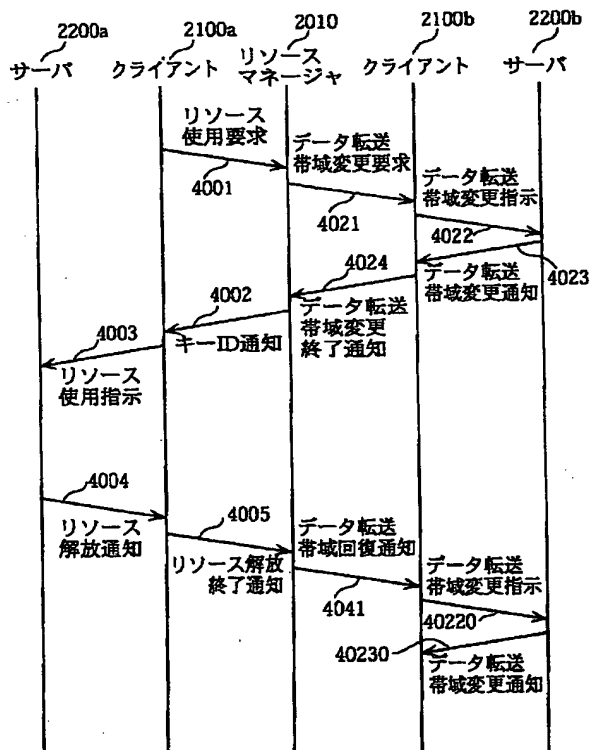 2200a
2100a
2010
2100b
2200b
サーバ
クライアント
リソース
マネージャ
クライアント
サーバ
リソース
使用要求
4001
データ転送
帯域変更要求
4021
データ転送
帯域変更指示
4022
4023
データ転送
帯域変更通知
4024
データ転送
帯域変更
終了通知
4002
キーID通知
4003
リソース
使用指示
4004
リソース
解放通知
4005
リソース解放
終了通知
データ転送
帯域回復通知
4041
データ転送
帯域変更指示
40220
40230
データ転送
帯域変更通知